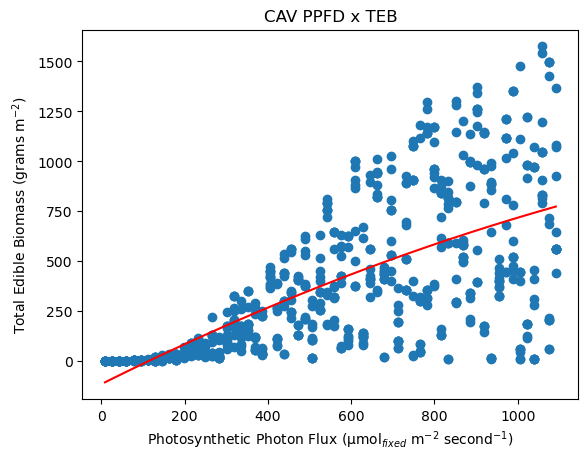 CAV PPFD x TEB
1500
1250
1000
750
500
250
0
Total Edible Biomass (grams m⁻²)
0 200 400 600 800 1000
Photosynthetic Photon Flux (μmol_fixed m⁻² second⁻¹)